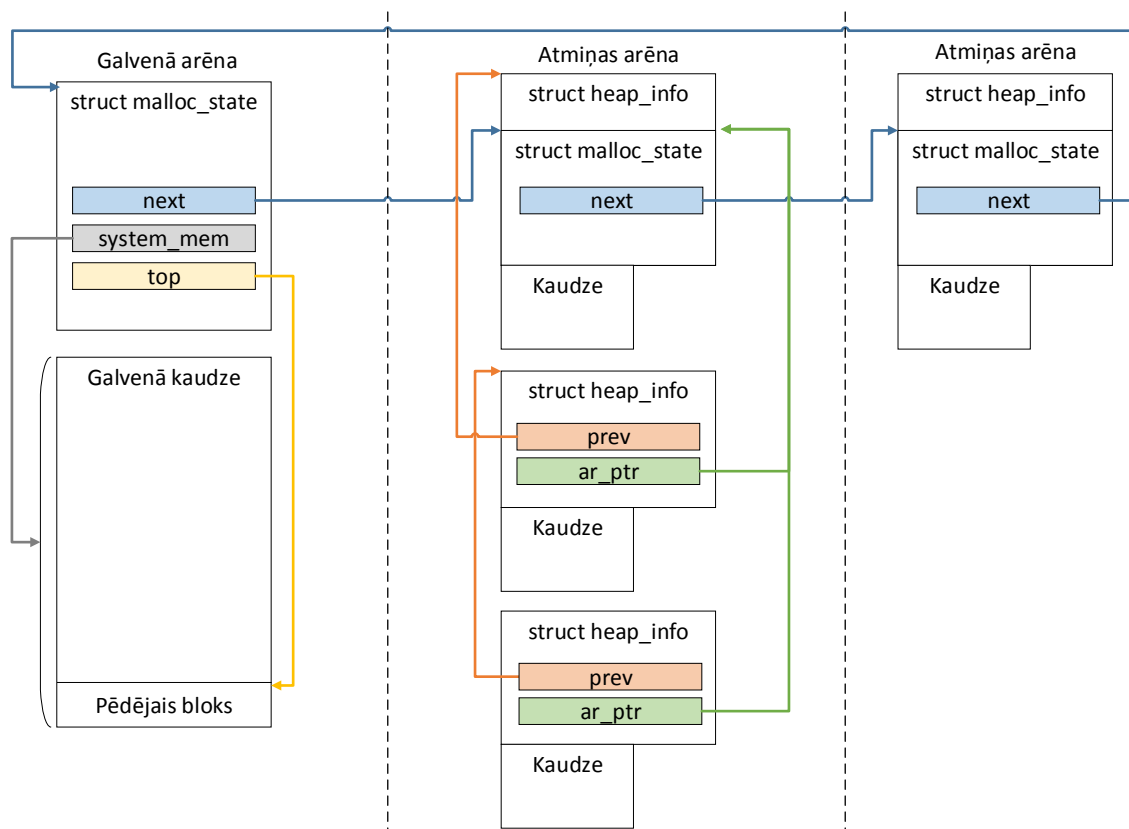 Galvenā arēna
struct malloc_state
next
system_mem
top
Galvenā kaudze
Pēdējais bloks
Atmiņas arēna
struct heap_info
struct malloc_state
next
Kaudze
struct heap_info
prev
ar_ptr
Kaudze
struct heap_info
prev
ar_ptr
Kaudze
Atmiņas arēna
struct heap_info
struct malloc_state
next
Kaudze